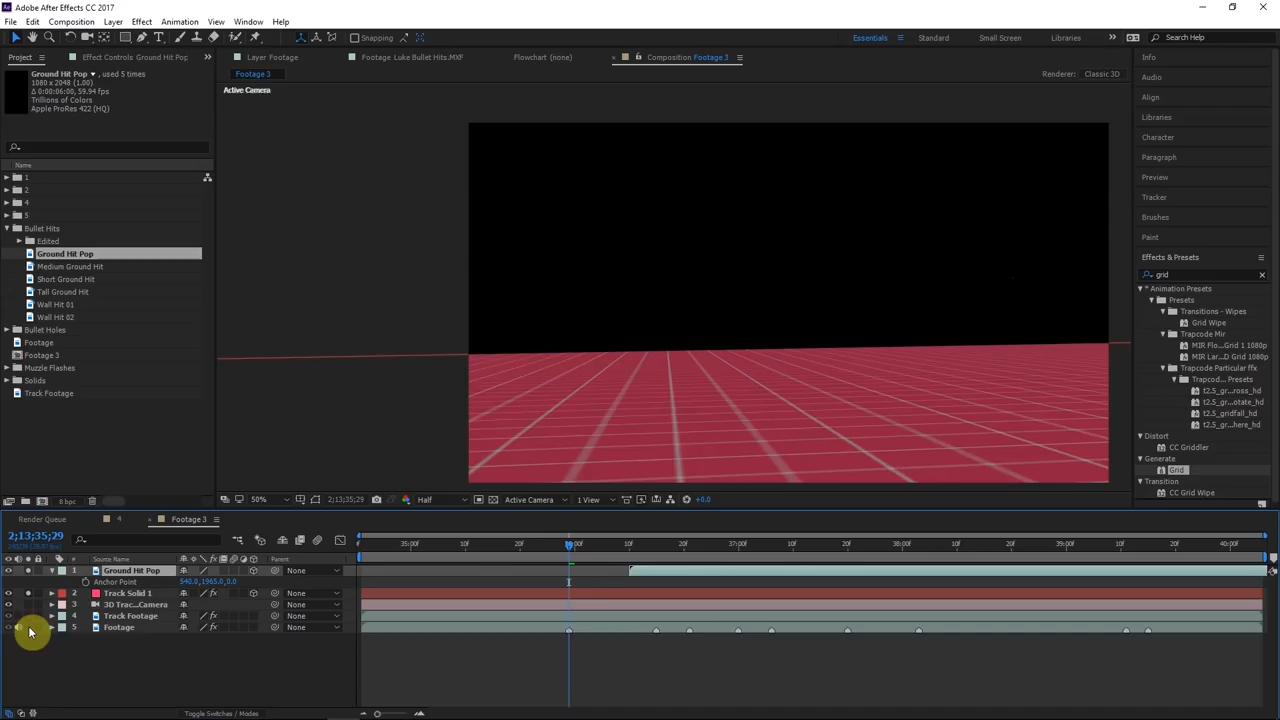 Adobe After Effects CC 2017
File Edit Composition Layer Effect Animation View Window Help
Snapping
Essentials Standard Small Screen Libraries Search Help
Project Effect Controls: Ground Hit Pop
Layer Footage Footage Luke Bullet Hits.MXF Flowchart (none) Composition Footage 3
Footage 3
Renderer: Classic 3D
Active Camera
Ground Hit Pop , used 5 times
1080 x 2048 (1.00)
Δ 0:00:06:00, 59.94 fps
Trillions of Colors
Apple ProRes 422 (HQ)
Name
1
2
4
5
Bullet Hits
Edited
Ground Hit Pop
Medium Ground Hit
Short Ground Hit
Tall Ground Hit
Wall Hit 01
Wall Hit 02
Bullet Holes
Footage
Footage 3
Muzzle Flashes
Solids
Track Footage
8 bpc
50% 2;13;35;29 Half Active Camera 1 View +0.0
Info
Audio
Align
Libraries
Character
Paragraph
Preview
Tracker
Brushes
Paint
Effects & Presets
grid
Animation Presets
Presets
Transitions - Wipes
Grid Wipe
Trapcode Mir
MIR Flo...Grid 1 1080p
MIR Lar...D Grid 1080p
Trapcode Particular ffx
Trapcod... Presets
t2.5_gr...ross_hd
t2.5_gr...otate_hd
t2.5_gridfall_hd
t2.5_gr...here_hd
Distort
CC Griddler
Generate
Grid
Transition
CC Grid Wipe
Render Queue 4 Footage 3
2;13;35;29
35:00f 10f 20f 10f 20f 37:00f 10f 20f 38:00f 10f 20f 39:00f 10f 20f 40:00f
# Source Name Parent
1 Ground Hit Pop None
Anchor Point 540.0,1965.0,0.0
2 Track Solid 1 None
3 3D Trac...Camera None
4 Track Footage None
5 Footage None
Toggle Switches / Modes